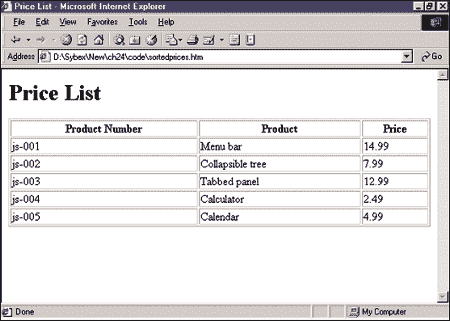 Price List - Microsoft Internet Explorer
File Edit View Favorites Tools Help
Address D:\Sybex\New\ch24\code\sortedprices.htm Go
Price List
Product Number Product Price
js-001 Menu bar 14.99
js-002 Collapsible tree 7.99
js-003 Tabbed panel 12.99
js-004 Calculator 2.49
js-005 Calendar 4.99
Done My Computer